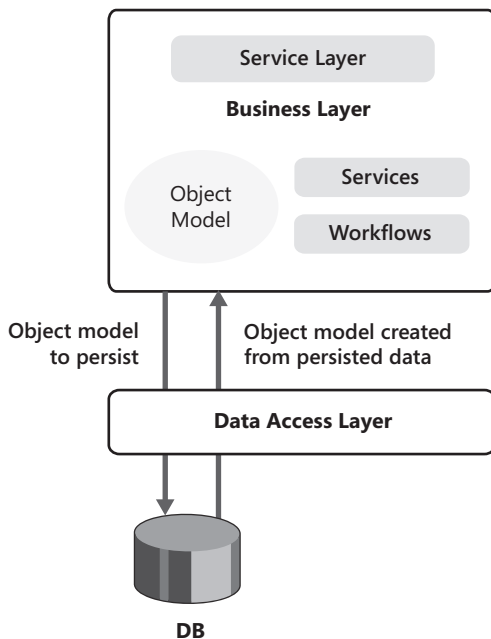 Service Layer
Business Layer
Object
Model
Services
Workflows
Object model
to persist
Object model created
from persisted data
Data Access Layer
DB